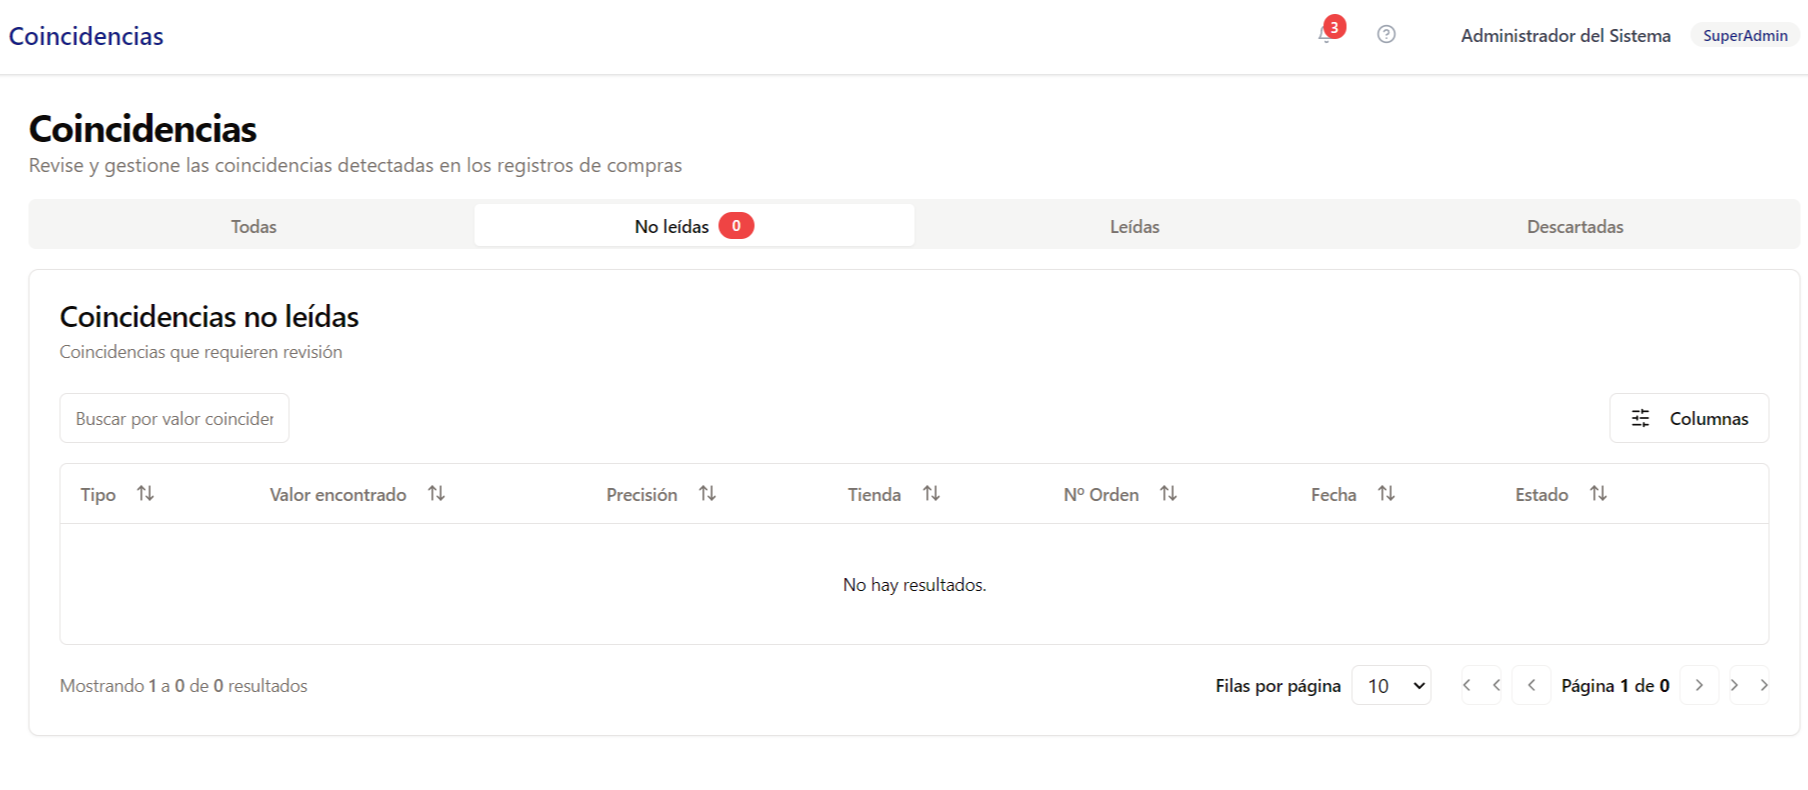 Coincidencias
3
Administrador del Sistema
SuperAdmin
Coincidencias
Revise y gestione las coincidencias detectadas en los registros de compras
Todas
No leídas 0
Leídas
Descartadas
Coincidencias no leídas
Coincidencias que requieren revisión
Buscar por valor coinciden
Columnas
Tipo
Valor encontrado
Precisión
Tienda
Nº Orden
Fecha
Estado
No hay resultados.
Mostrando 1 a 0 de 0 resultados
Filas por página
10
Página 1 de 0